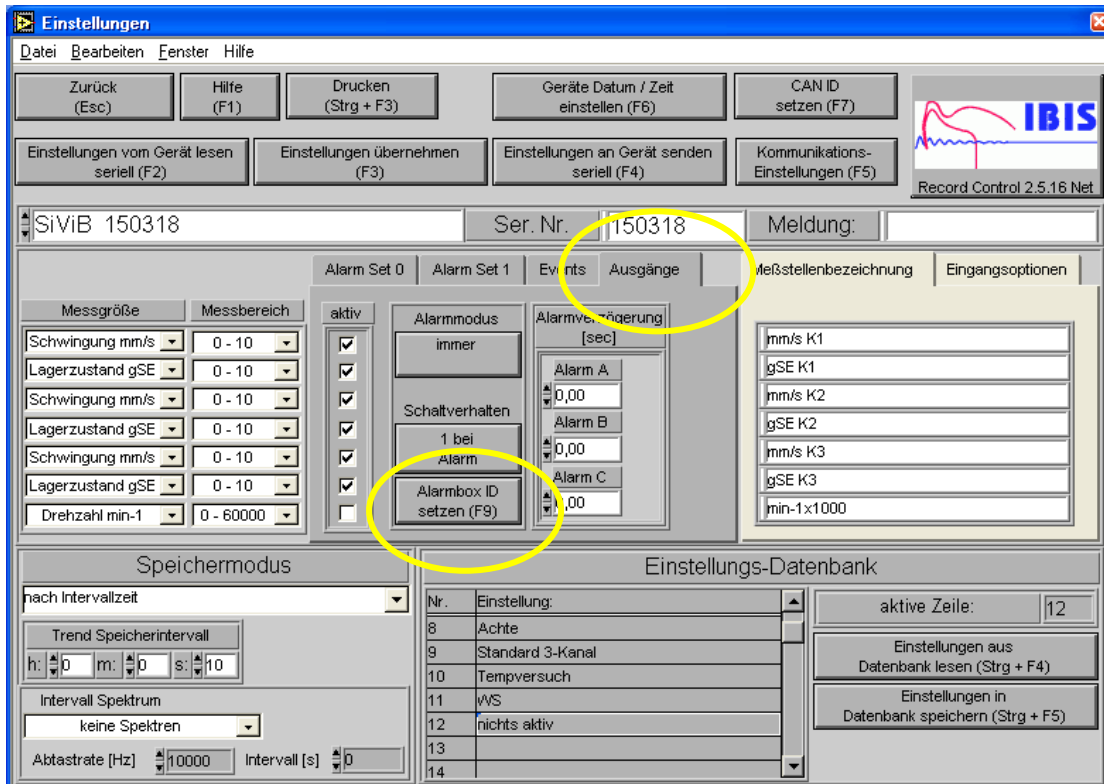 Einstellungen
Datei Bearbeiten Fenster Hilfe
Zurück
(Esc)
Hilfe
(F1)
Drucken
(Strg + F3)
Geräte Datum / Zeit
einstellen (F6)
CAN ID
setzen (F7)
IBIS
Einstellungen vom Gerät lesen
seriell (F2)
Einstellungen übernehmen
(F3)
Einstellungen an Gerät senden
seriell (F4)
Kommunikations-
Einstellungen (F5)
Record Control 2.5.16 Net
SiViB 150318
Ser. Nr.
150318
Meldung:
Alarm Set 0
Alarm Set 1
Events
Ausgänge
Meßstellenbezeichnung
Eingangsoptionen
Messgröße
Messbereich
aktiv
Schwingung mm/s
0 - 10
Lagerzustand gSE
0 - 10
Schwingung mm/s
0 - 10
Lagerzustand gSE
0 - 10
Schwingung mm/s
0 - 10
Lagerzustand gSE
0 - 10
Drehzahl min-1
0 - 60000
Alarmmodus
immer
Schaltverhalten
1 bei
Alarm
Alarmbox ID
setzen (F9)
Alarmverzögerung
[sec]
Alarm A
0,00
Alarm B
0,00
Alarm C
0,00
mm/s K1
gSE K1
mm/s K2
gSE K2
mm/s K3
gSE K3
min-1x1000
Speichermodus
nach Intervallzeit
Trend Speicherintervall
h: 0 m: 0 s: 10
Intervall Spektrum
keine Spektren
Abtastrate [Hz] 10000 Intervall [s] 0
Einstellungs-Datenbank
Nr. Einstellung:
8 Achte
9 Standard 3-Kanal
10 Tempversuch
11 WS
12 nichts aktiv
13
14
aktive Zeile: 12
Einstellungen aus
Datenbank lesen (Strg + F4)
Einstellungen in
Datenbank speichern (Strg + F5)